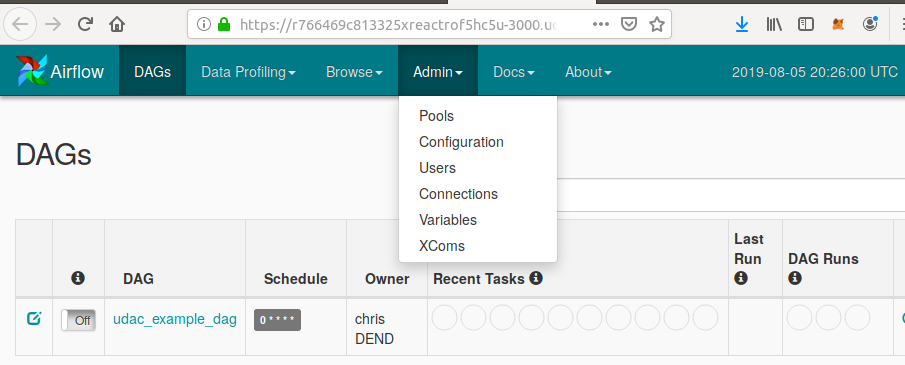 https://r766469c813325xreactrof5hc5u-3000.u
Airflow DAGs Data Profiling Browse Admin Docs About 2019-08-05 20:26:00 UTC
Pools
Configuration
Users
Connections
Variables
XComs
DAGs
DAG Schedule Owner Recent Tasks Last Run DAG Runs
Off udac_example_dag 0 * * * * chris DEND